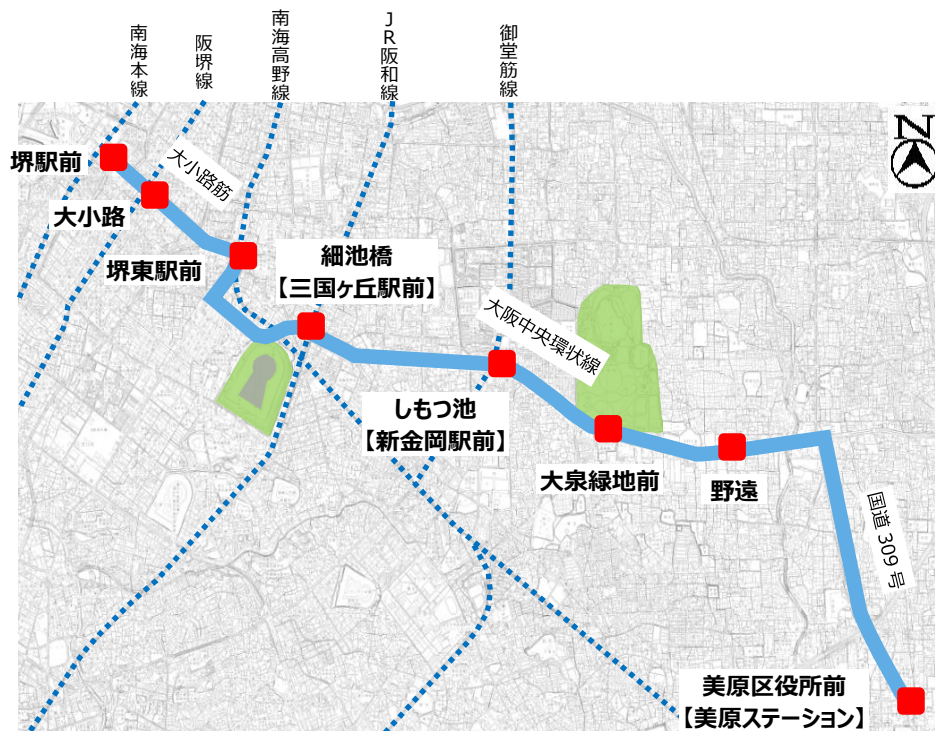 南海本線
阪堺線
南海高野線
JR阪和線
御堂筋線
N
堺駅前
大小路筋
大小路
堺東駅前
細池橋
【三国ヶ丘駅前】
大阪中央環状線
しもつ池
【新金岡駅前】
大泉緑地前
野遠
国道309号
美原区役所前
【美原ステーション】